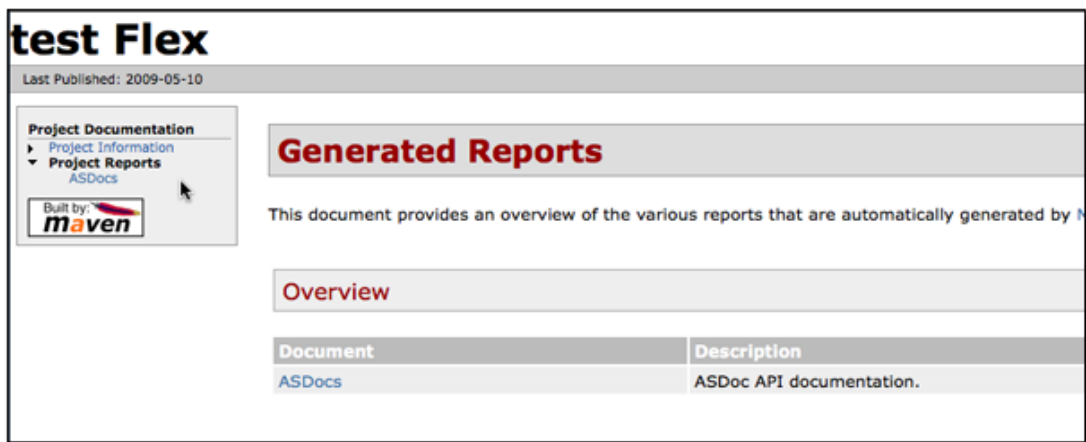 test Flex
Last Published: 2009-05-10
Project Documentation
Project Information
Project Reports
ASDocs
Built by:
maven
Generated Reports
This document provides an overview of the various reports that are automatically generated by
Overview
Document Description
ASDocs ASDoc API documentation.